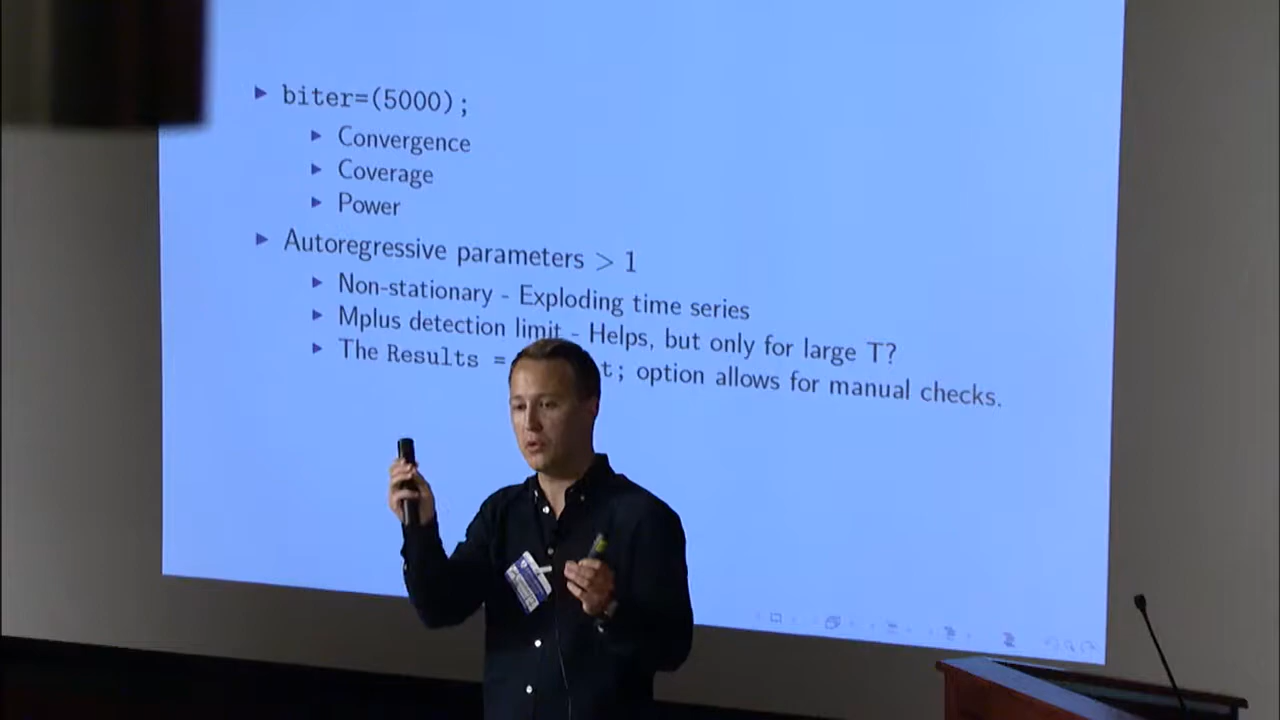 biter=(5000);
Convergence
Coverage
Power
Autoregressive parameters > 1
Non-stationary - Exploding time series
Mplus detection limit - Helps, but only for large T?
The Results = t; option allows for manual checks.